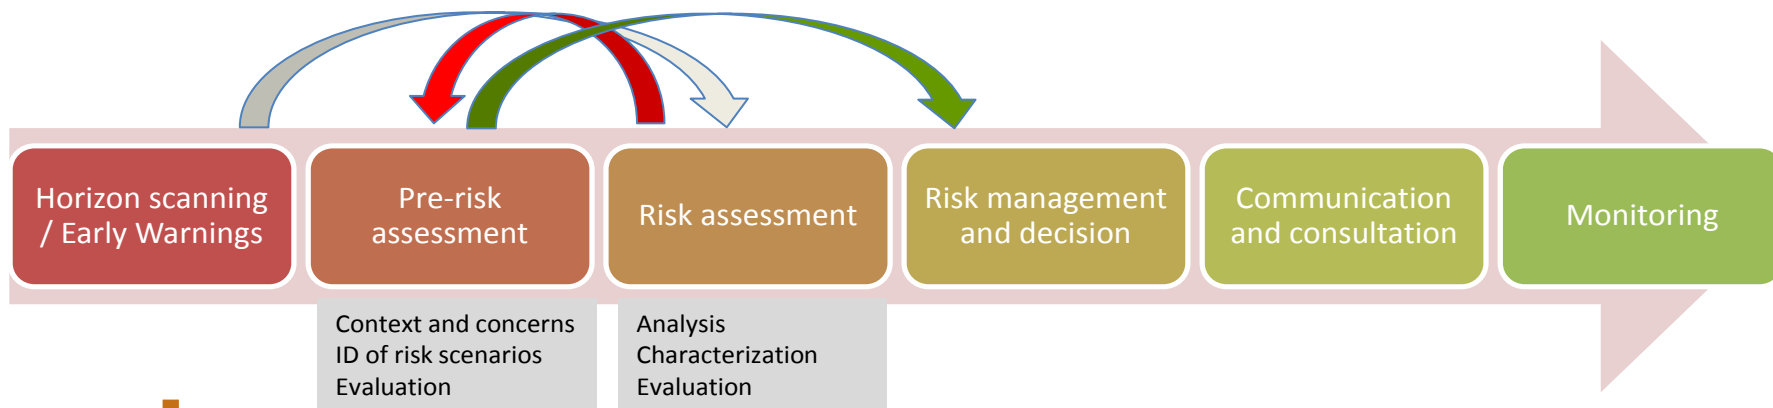 Horizon scanning
/ Early Warnings
Pre-risk
assessment
Risk assessment
Risk management
and decision
Communication
and consultation
Monitoring
Context and concerns
ID of risk scenarios
Evaluation
Analysis
Characterization
Evaluation